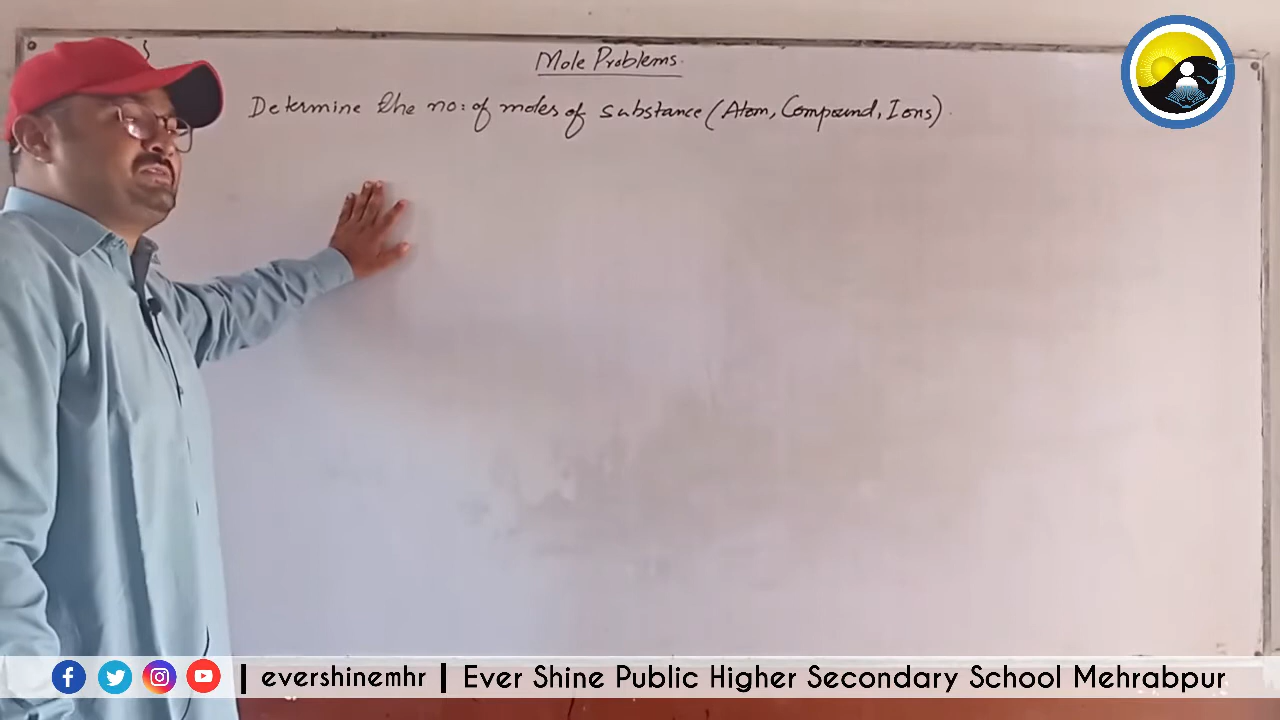 Mole Problems.
Determine the no: of moles of substance (Atom, Compound, Ions).
| evershinemhr | Ever Shine Public Higher Secondary School Mehrabpur